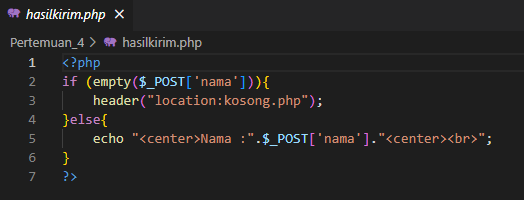 hasilkirim.php ×
Pertemuan_4 > hasilkirim.php
1 <?php
2 if (empty($_POST['nama'])){
3     header("location:kosong.php");
4 }else{
5     echo "<center>Nama :".$_POST['nama']."<center><br>";
6 }
7 ?>